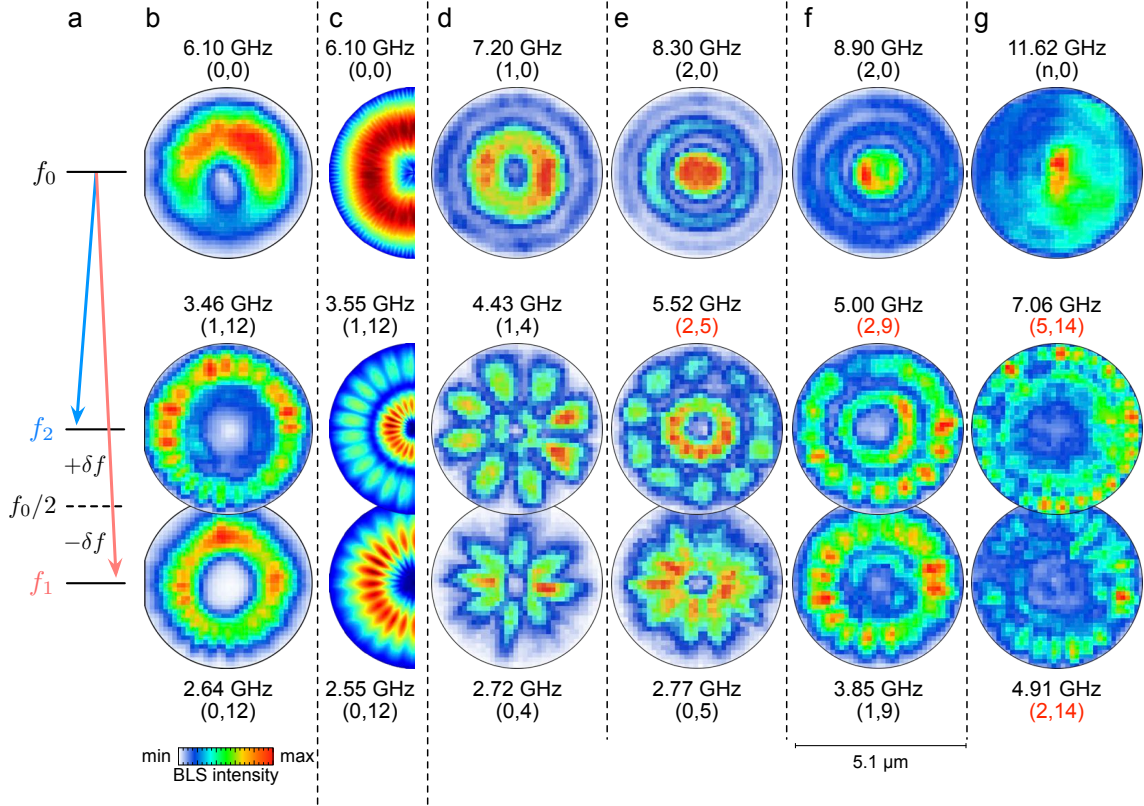 a b c d e f g
6.10 GHz 6.10 GHz 7.20 GHz 8.30 GHz 8.90 GHz 11.62 GHz
(0,0) (0,0) (1,0) (2,0) (2,0) (n,0)
f₀
3.46 GHz 3.55 GHz 4.43 GHz 5.52 GHz 5.00 GHz 7.06 GHz
(1,12) (1,12) (1,4) (2,5) (2,9) (5,14)
f₂
+δf
f₀/2
−δf
f₁
2.64 GHz 2.55 GHz 2.72 GHz 2.77 GHz 3.85 GHz 4.91 GHz
(0,12) (0,12) (0,4) (0,5) (1,9) (2,14)
min max
BLS intensity
5.1 µm